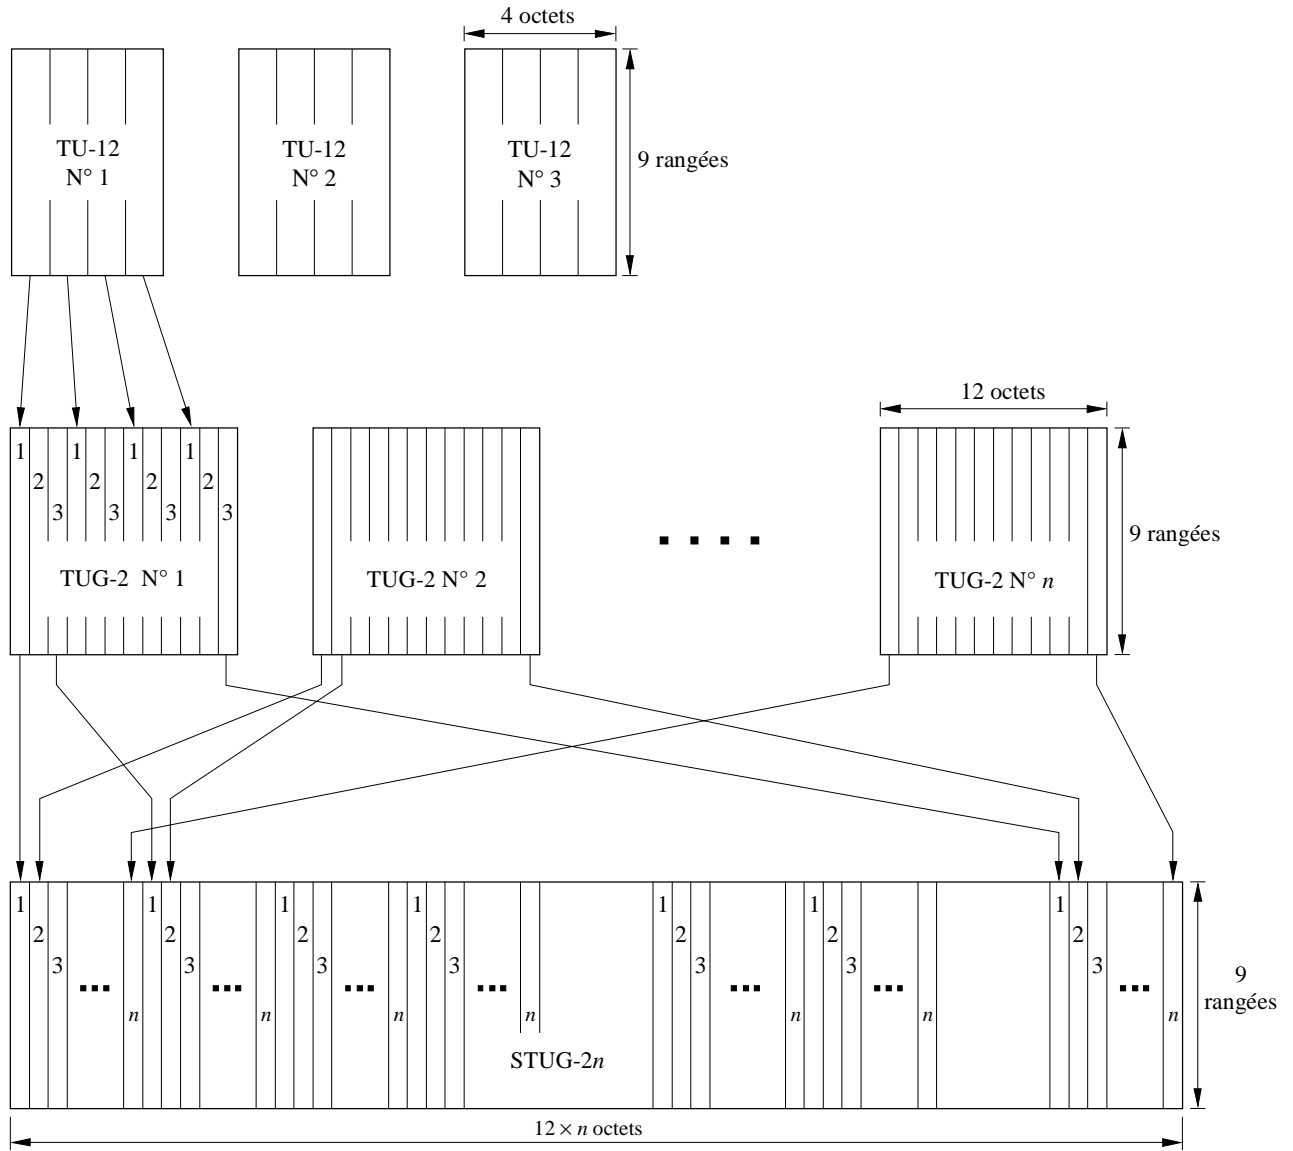 4 octets
TU-12
N° 1
TU-12
N° 2
TU-12
N° 3
9 rangées
12 octets
1 1 1 1
2 2 2 2
3 3 3 3
TUG-2 N° 1
TUG-2 N° 2
TUG-2 N° n
9 rangées
1 1 1 1 1 1 1
2 2 2 2 2 2 2
3 3 3 3 3 3 3
n n n n n n n
9
rangées
STUG-2n
12 × n octets